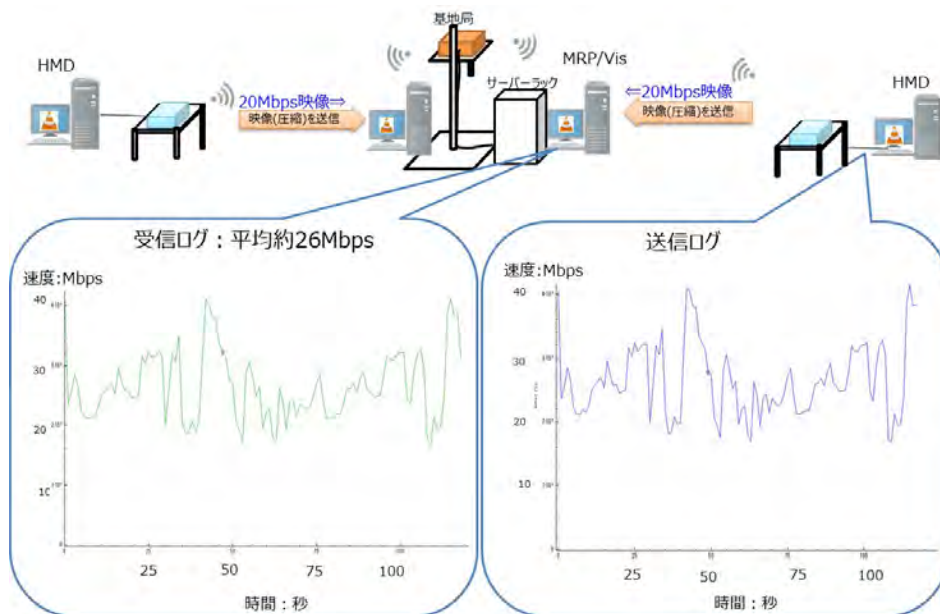 基地局
HMD
MRP/Vis
サーバーラック
HMD
20Mbps映像⇒
映像(圧縮)を送信
⇐20Mbps映像
映像(圧縮)を送信
受信ログ：平均約26Mbps
速度:Mbps
40
30
20
10
0
25
50
75
100
時間：秒
送信ログ
速度:Mbps
40
30
20
10
0
25
50
75
100
時間：秒